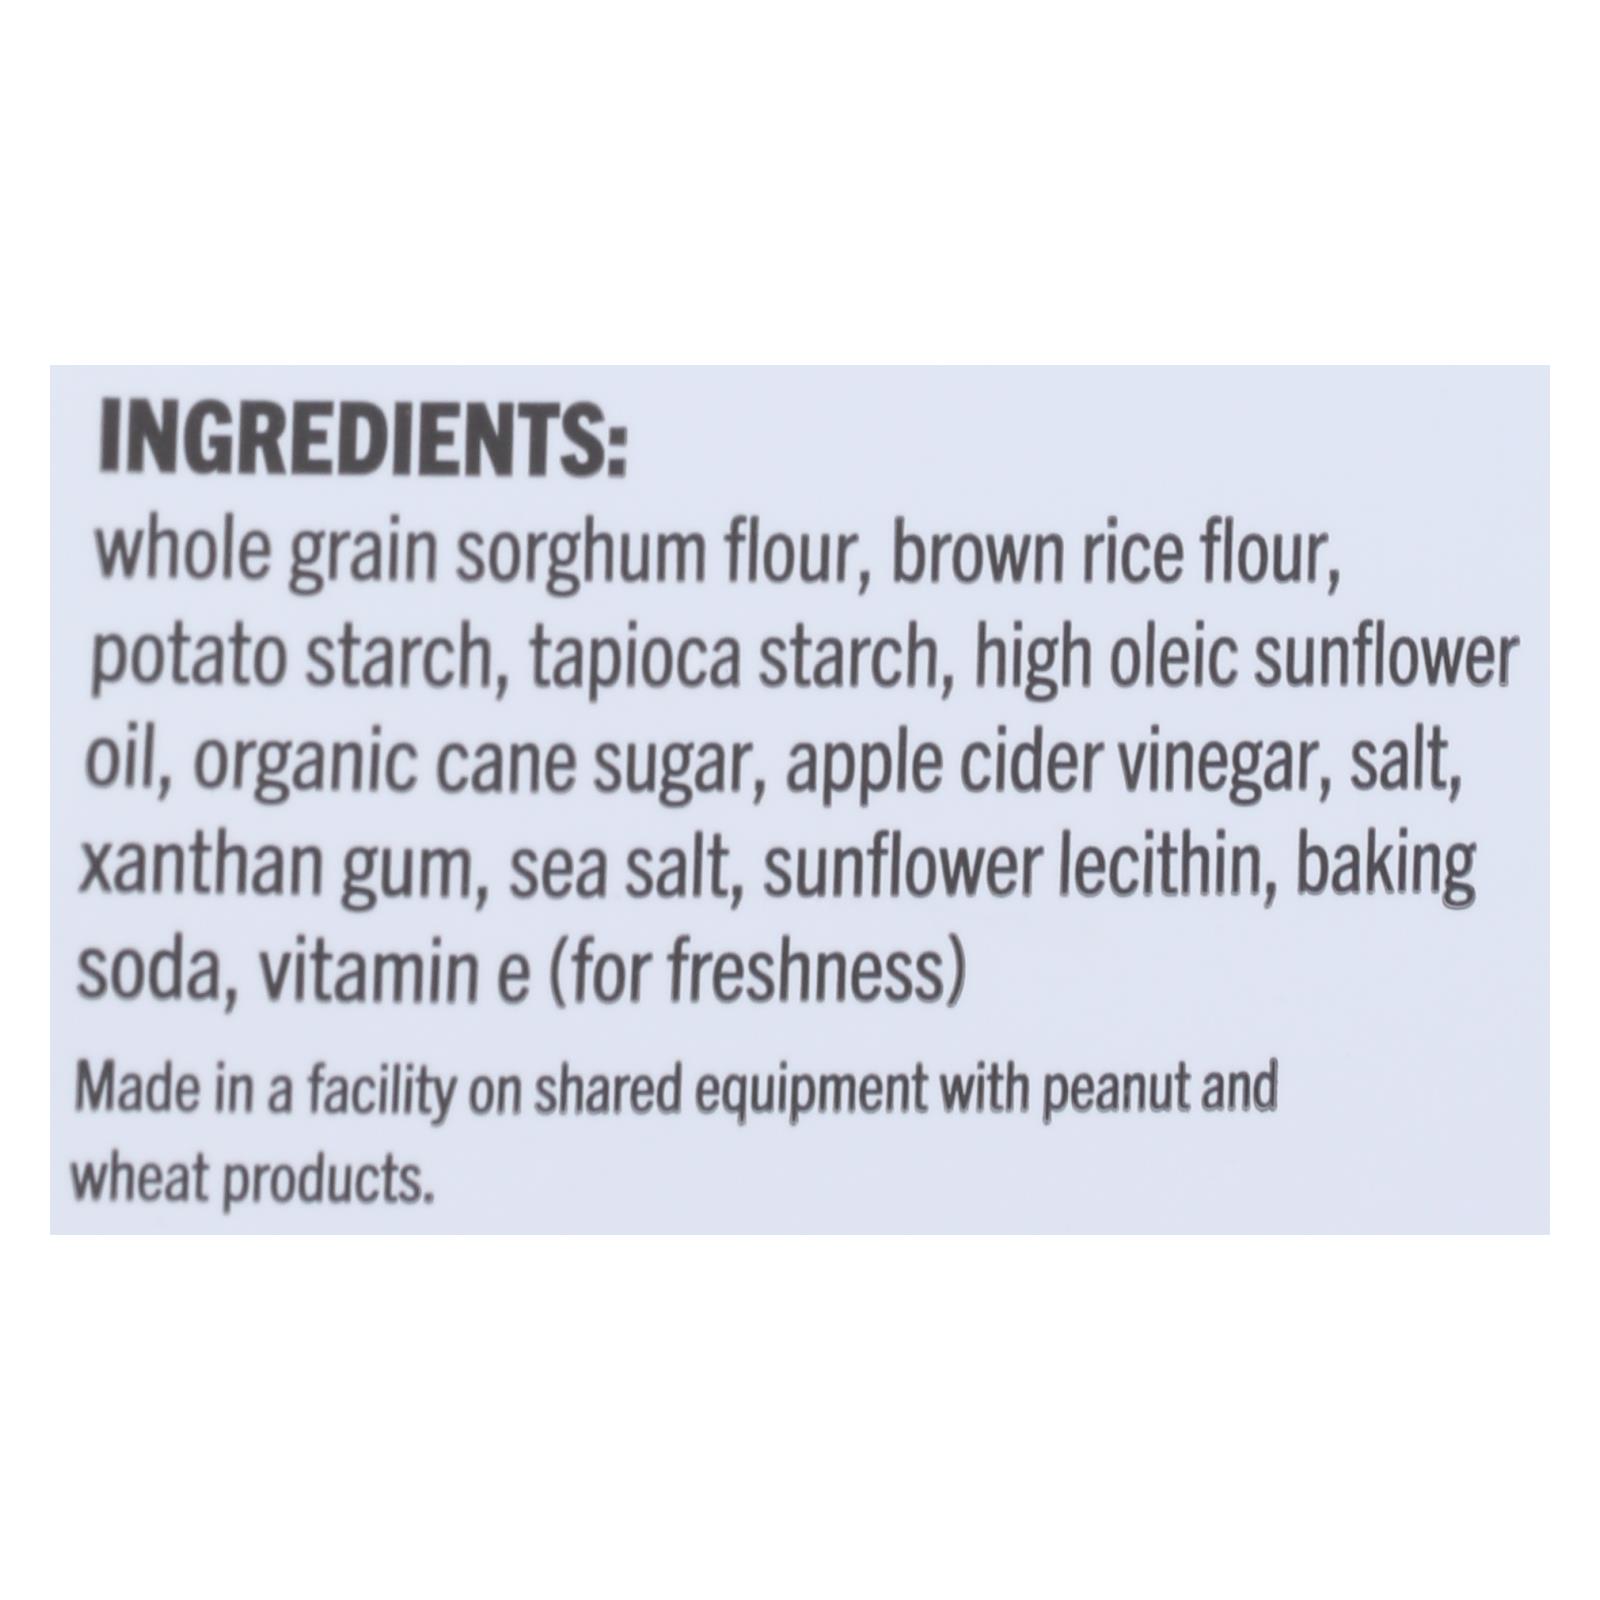 INGREDIENTS:
whole grain sorghum flour, brown rice flour,
potato starch, tapioca starch, high oleic sunflower
oil, organic cane sugar, apple cider vinegar, salt,
xanthan gum, sea salt, sunflower lecithin, baking
soda, vitamin e (for freshness)
Made in a facility on shared equipment with peanut and
wheat products.